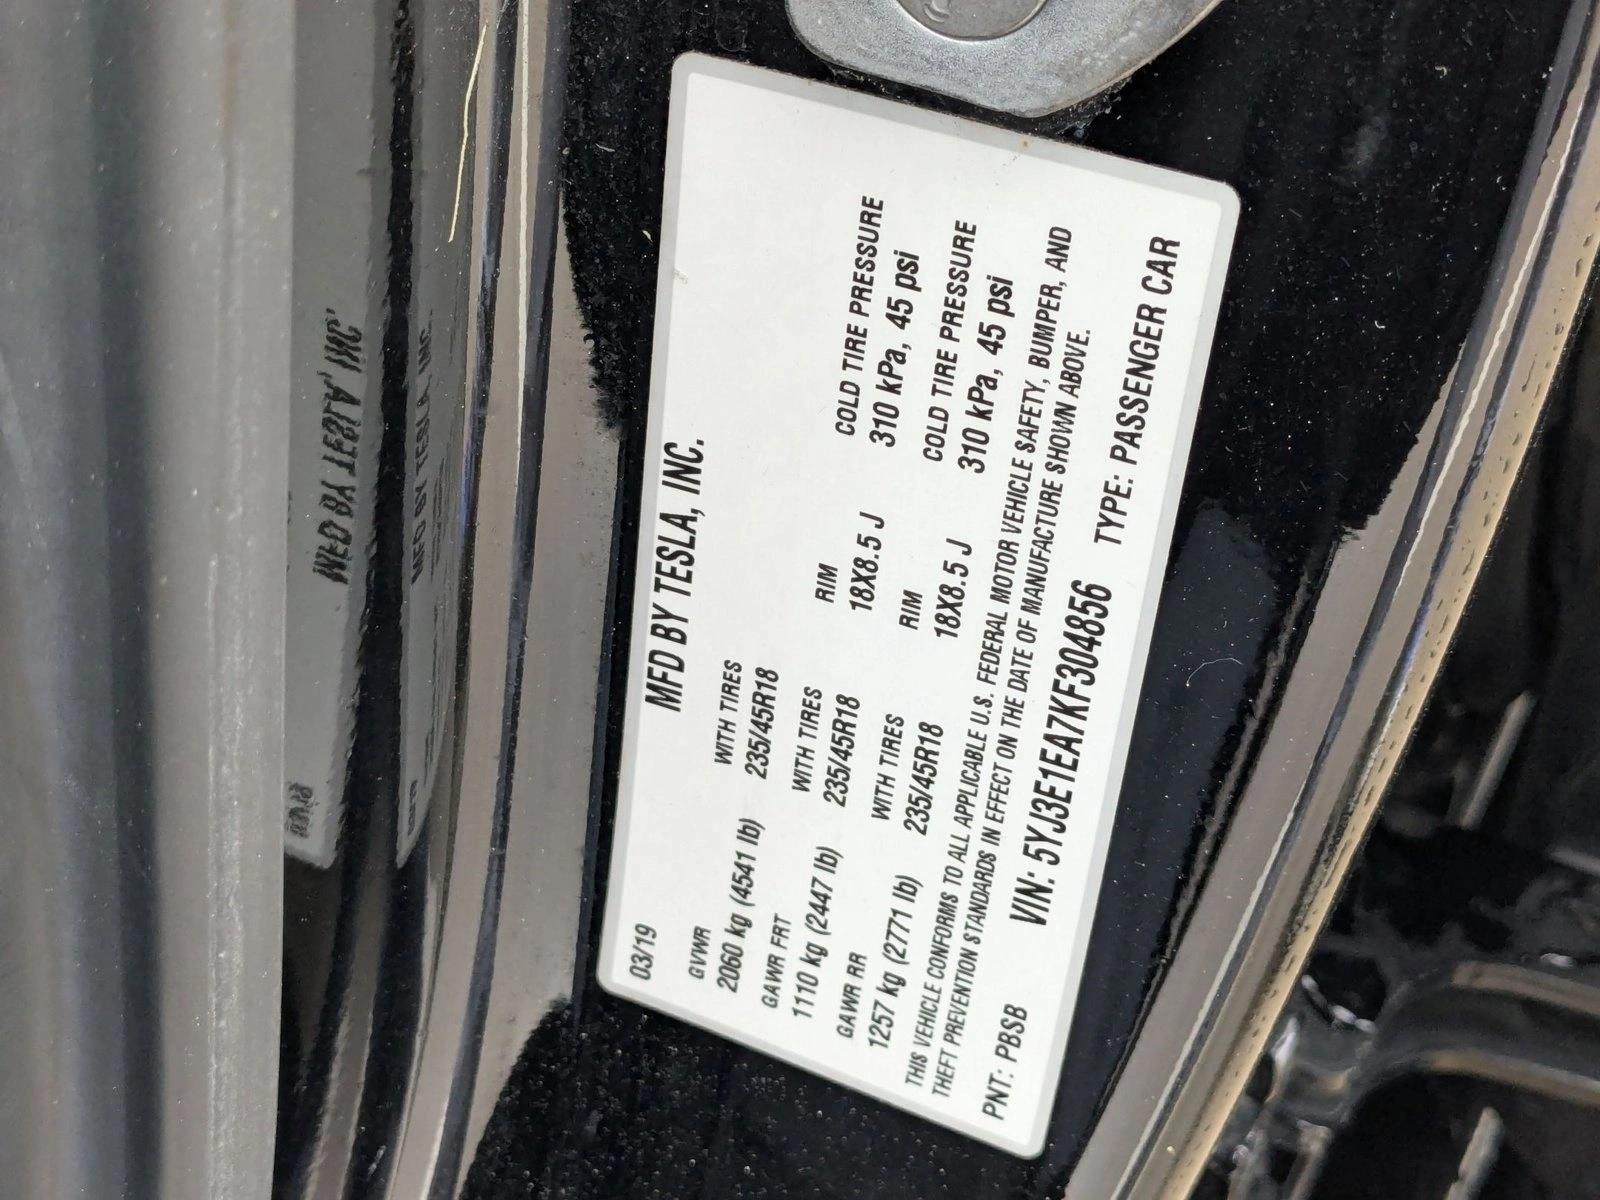 03/19 MFD BY TESLA, INC.
GVWR WITH TIRES RIM COLD TIRE PRESSURE
2060 kg (4541 lb) 235/45R18
GAWR FRT WITH TIRES RIM COLD TIRE PRESSURE
1110 kg (2447 lb) 235/45R18 18X8.5 J 310 kPa, 45 psi
GAWR RR WITH TIRES RIM COLD TIRE PRESSURE
1257 kg (2771 lb) 235/45R18 18X8.5 J 310 kPa, 45 psi
THIS VEHICLE CONFORMS TO ALL APPLICABLE U.S. FEDERAL MOTOR VEHICLE SAFETY, BUMPER, AND
THEFT PREVENTION STANDARDS IN EFFECT ON THE DATE OF MANUFACTURE SHOWN ABOVE.
PNT: PBSB VIN: 5YJ3E1EA7KF304856 TYPE: PASSENGER CAR
MFD BY TESLA, INC.